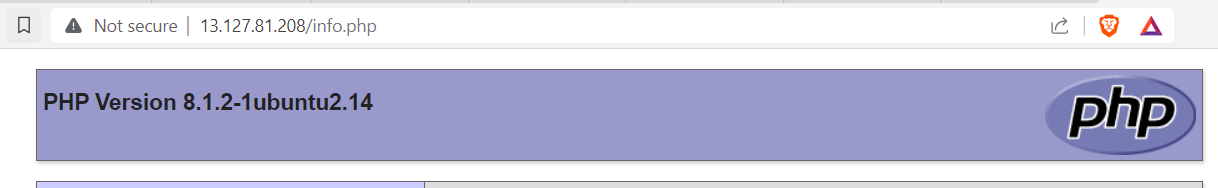 Not secure | 13.127.81.208/info.php
PHP Version 8.1.2-1ubuntu2.14
php